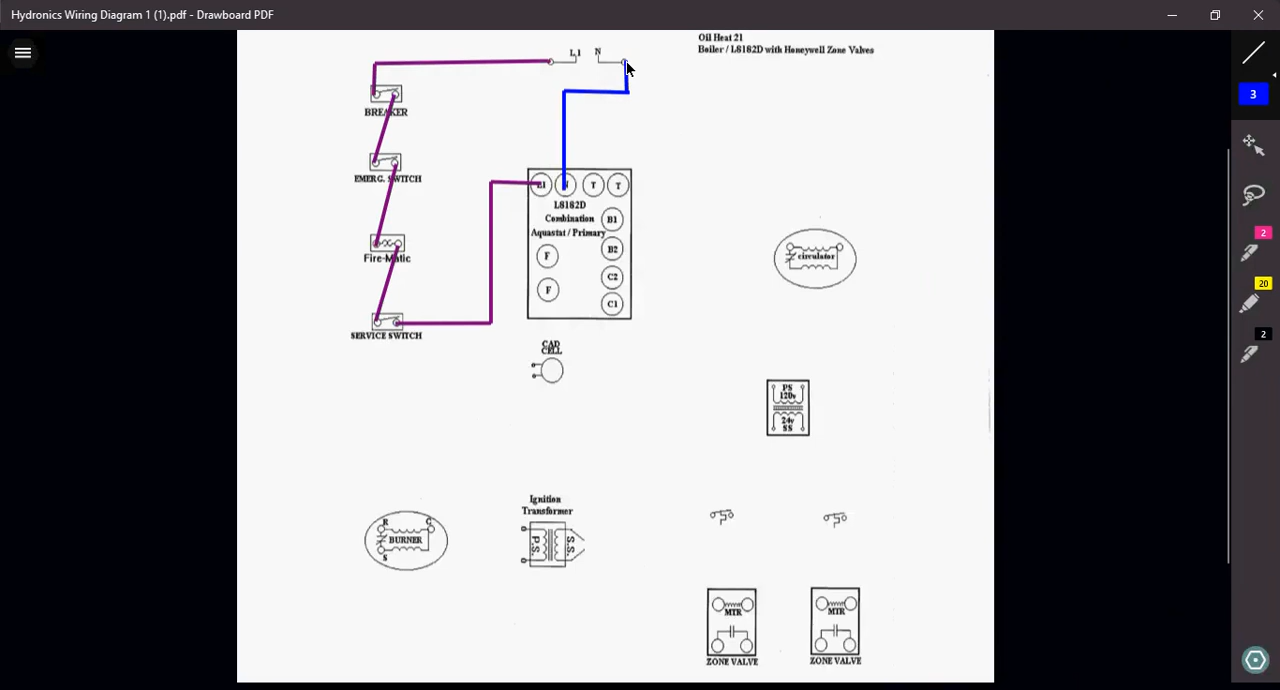 Hydronics Wiring Diagram 1 (1).pdf - Drawboard PDF
Oil Heat 21
Boiler / L8182D with Honeywell Zone Valves
L1 N
BREAKER
EMERG. SWITCH
Fire-Matic
SERVICE SWITCH
L1 N T T
L8182D
Combination
Aquastat / Primary
B1
B2
C2
C1
F
F
CAD
CELL
circulator
PS
120v
24v
SS
Ignition
Transformer
P.S. S.S.
R C
BURNER
S
MTR
ZONE VALVE
MTR
ZONE VALVE
3
2
20
2